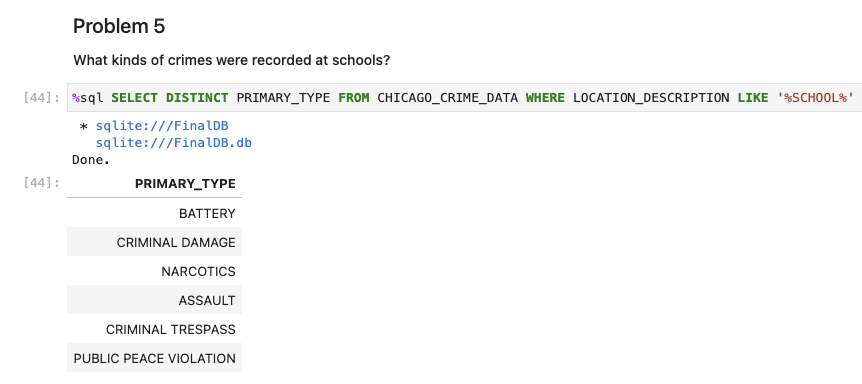 Problem 5
What kinds of crimes were recorded at schools?
[44]: %sql SELECT DISTINCT PRIMARY_TYPE FROM CHICAGO_CRIME_DATA WHERE LOCATION_DESCRIPTION LIKE '%SCHOOL%'
* sqlite:///FinalDB
sqlite:///FinalDB.db
Done.
[44]: PRIMARY_TYPE
BATTERY
CRIMINAL DAMAGE
NARCOTICS
ASSAULT
CRIMINAL TRESPASS
PUBLIC PEACE VIOLATION